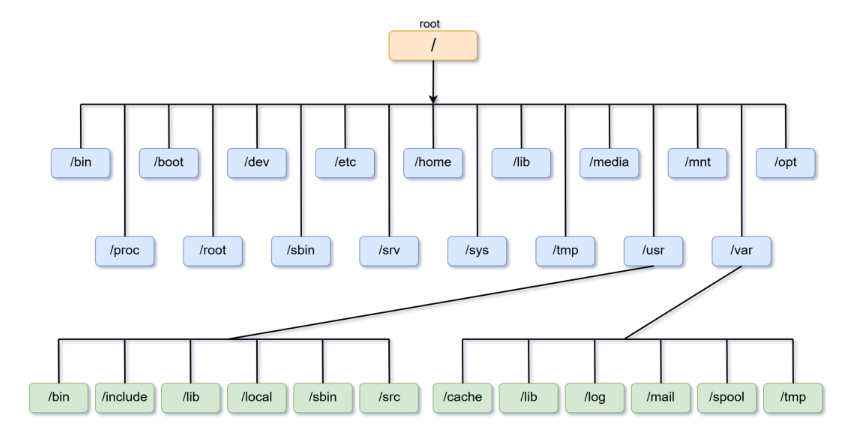 root
/
/bin
/boot
/dev
/etc
/home
/lib
/media
/mnt
/opt
/proc
/root
/sbin
/srv
/sys
/tmp
/usr
/var
/bin
/include
/lib
/local
/sbin
/src
/cache
/lib
/log
/mail
/spool
/tmp